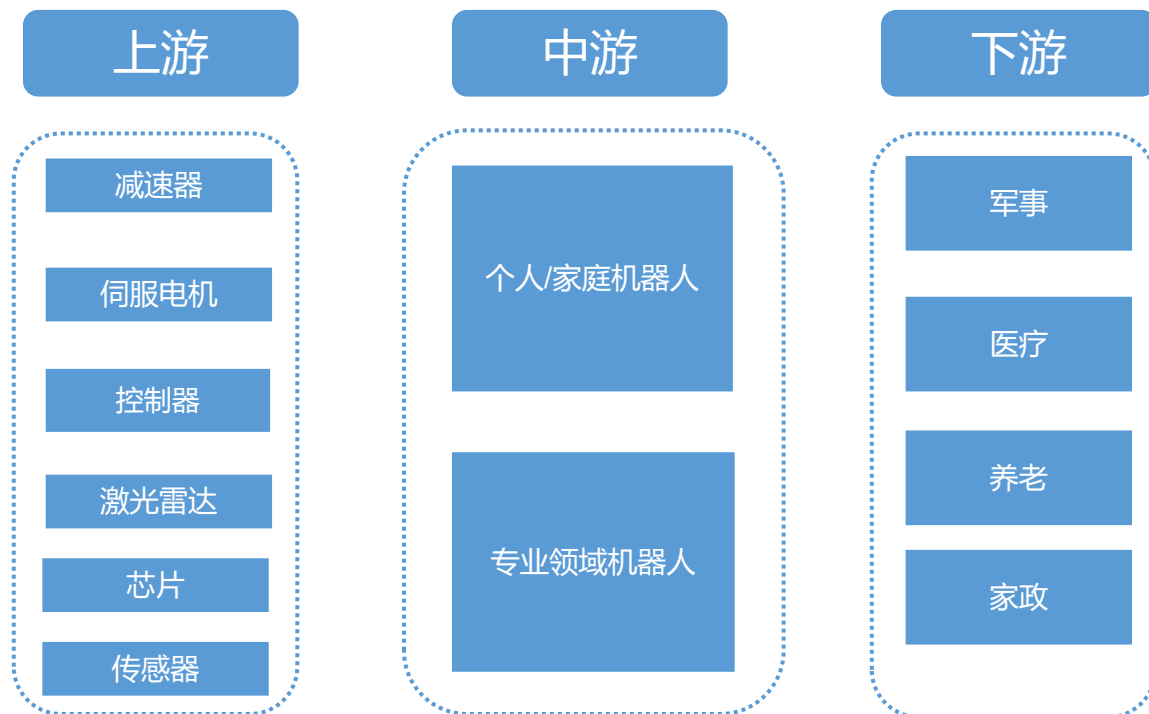 上游
中游
下游
减速器
伺服电机
控制器
激光雷达
芯片
传感器
个人/家庭机器人
专业领域机器人
军事
医疗
养老
家政